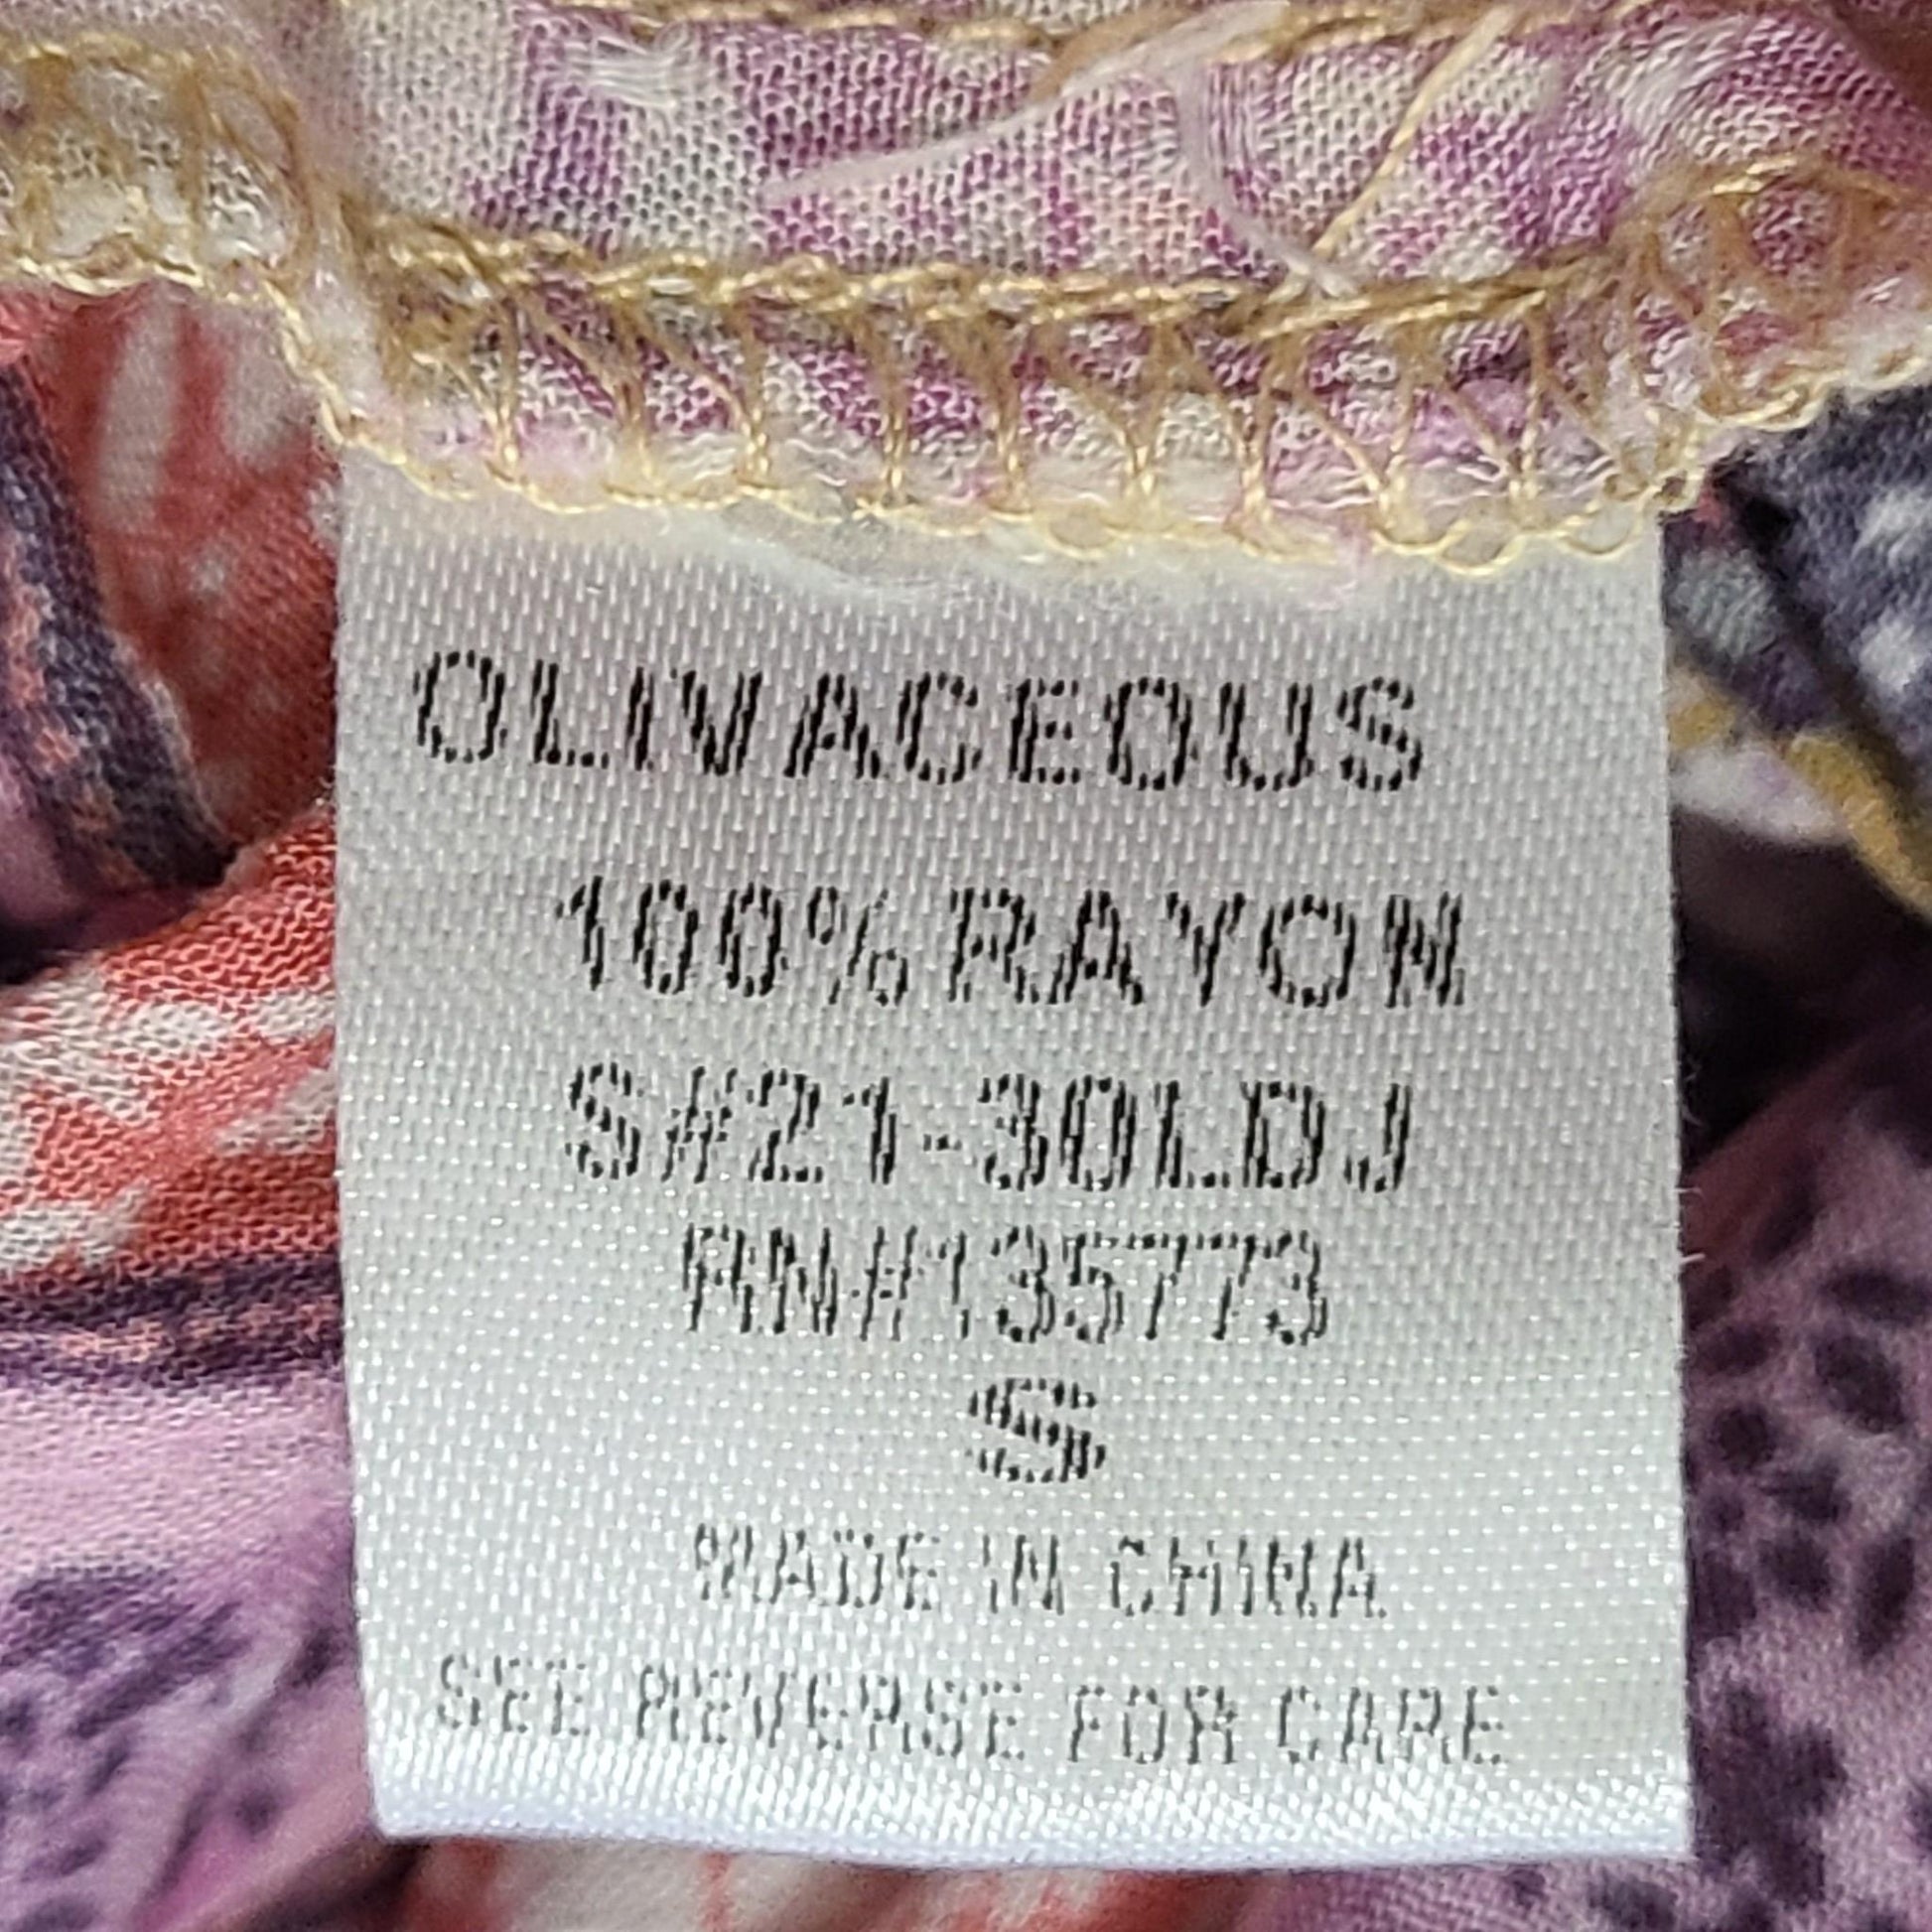 OLIVACEOUS
100% RAYON
S#21-30LDJ
RN#135773
S
MADE IN CHINA
SEE REVERSE FOR CARE